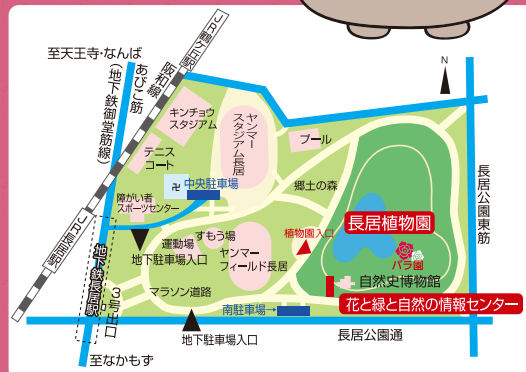 JR鶴ケ丘駅
至天王寺・なんば
阪和線
あびこ筋
(地下鉄御堂筋線)
N
キンチョウ
スタジアム
ヤンマー
スタジアム長居
プール
テニス
コート
卍
中央駐車場
郷土の森
障がい者
スポーツセンター
長居公園東筋
長居植物園
植物園入口
バラ園
JR長居駅
地下鉄長居駅
3号出口
運動場
すもう場
地下駐車場入口
ヤンマー
フィールド長居
自然史博物館
マラソン道路
花と緑と自然の情報センター
南駐車場→
長居公園通
地下駐車場入口
至なかもず